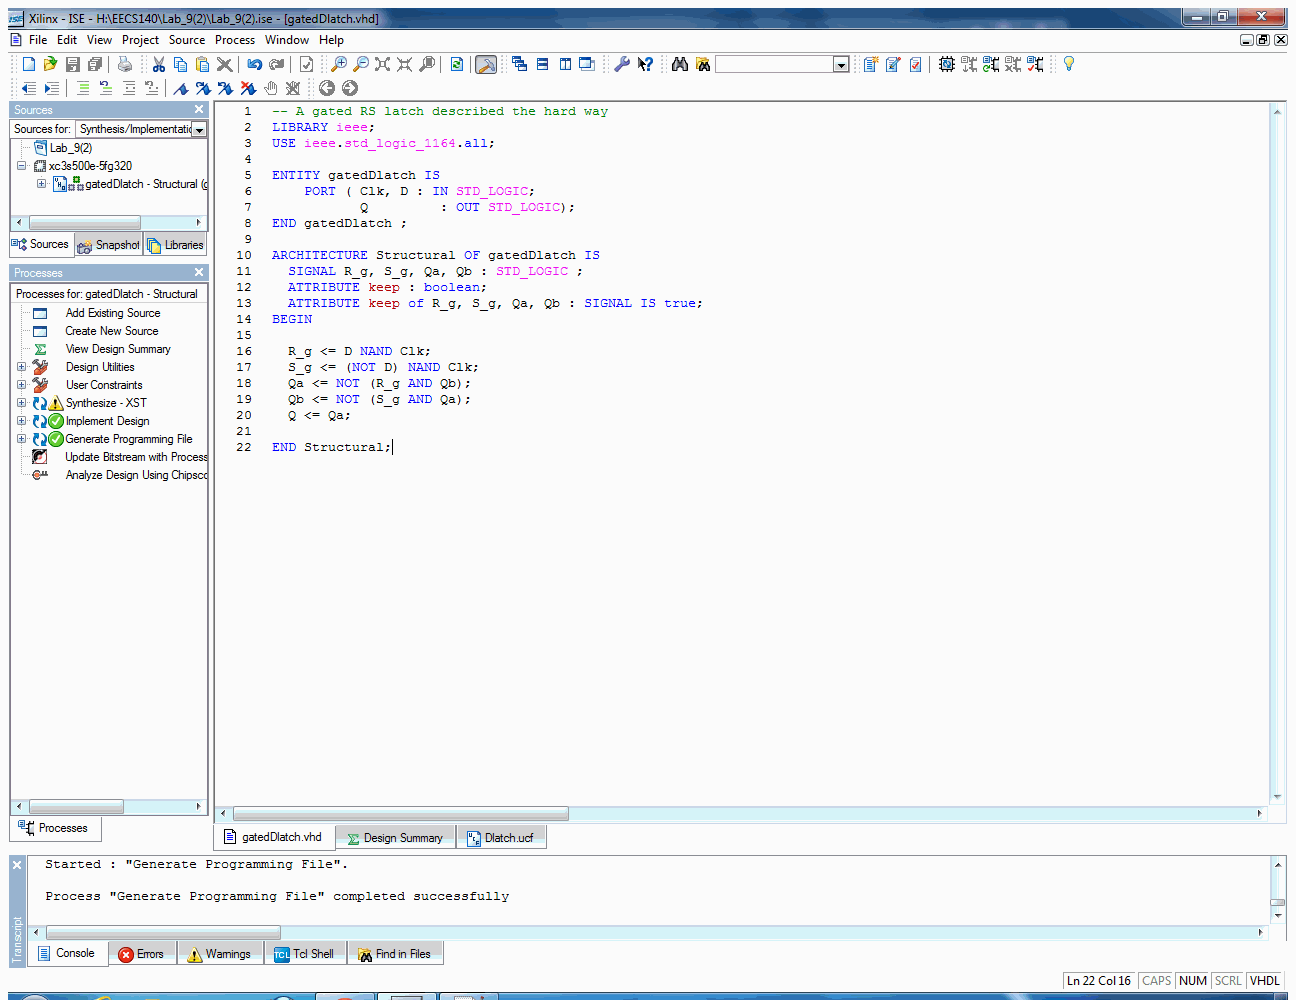 Xilinx - ISE - H:\EECS140\Lab_9(2)\Lab_9(2).ise - [gatedDlatch.vhd]
File Edit View Project Source Process Window Help
Sources
Sources for: Synthesis/Implementatic
Lab_9(2)
xc3s500e-5fg320
gatedDlatch - Structural (g
Sources Snapshot Libraries
Processes
Processes for: gatedDlatch - Structural
Add Existing Source
Create New Source
View Design Summary
Design Utilities
User Constraints
Synthesize - XST
Implement Design
Generate Programming File
Update Bitstream with Process
Analyze Design Using Chipsco
Processes
1 -- A gated RS latch described the hard way
2 LIBRARY ieee;
3 USE ieee.std_logic_1164.all;
4
5 ENTITY gatedDlatch IS
6 PORT ( Clk, D : IN STD_LOGIC;
7 Q : OUT STD_LOGIC);
8 END gatedDlatch ;
9
10 ARCHITECTURE Structural OF gatedDlatch IS
11 SIGNAL R_g, S_g, Qa, Qb : STD_LOGIC ;
12 ATTRIBUTE keep : boolean;
13 ATTRIBUTE keep of R_g, S_g, Qa, Qb : SIGNAL IS true;
14 BEGIN
15
16 R_g <= D NAND Clk;
17 S_g <= (NOT D) NAND Clk;
18 Qa <= NOT (R_g AND Qb);
19 Qb <= NOT (S_g AND Qa);
20 Q <= Qa;
21
22 END Structural;
gatedDlatch.vhd Design Summary Dlatch.ucf
Started : "Generate Programming File".
Process "Generate Programming File" completed successfully
Transcript
Console Errors Warnings Tcl Shell Find in Files
Ln 22 Col 16 CAPS NUM SCRL VHDL